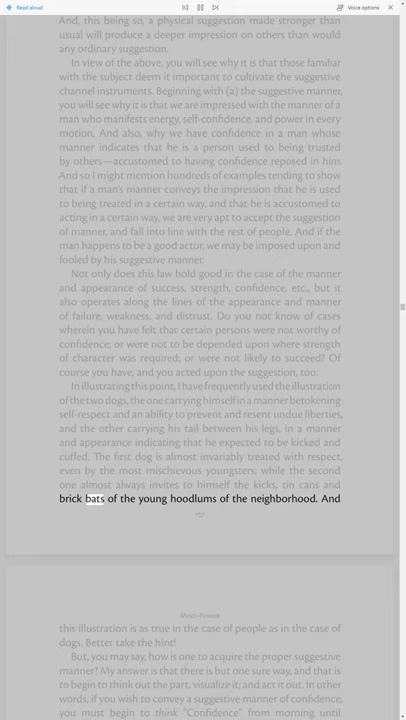 Read aloud
Voice options
And, this being so, a physical suggestion made stronger than
usual will produce a deeper impression on others than would
any ordinary suggestion.
In view of the above, you will see why it is that those familiar
with the subject deem it important to cultivate the suggestive
channel instruments. Beginning with (a) the suggestive manner,
you will see why it is that we are impressed with the manner of a
man who manifests energy, self-confidence, and power in every
motion. And also, why we have confidence in a man whose
manner indicates that he is a person used to being trusted
by others—accustomed to having confidence reposed in him.
And so I might mention hundreds of examples tending to show
that if a man's manner conveys the impression that he is used
to being treated in a certain way, and that he is accustomed to
acting in a certain way, we are very apt to accept the suggestion
of manner, and fall into line with the rest of people. And if the
man happens to be a good actor, we may be imposed upon and
fooled by his suggestive manner.
Not only does this law hold good in the case of the manner
and appearance of success, strength, confidence, etc., but it
also operates along the lines of the appearance and manner
of failure, weakness, and distrust. Do you not know of cases
wherein you have felt that certain persons were not worthy of
confidence; or were not to be depended upon where strength
of character was required; or were not likely to succeed? Of
course you have, and you acted upon the suggestion, too.
In illustrating this point, I have frequently used the illustration
of the two dogs, the one carrying himself in a manner betokening
self-respect and an ability to prevent and resent undue liberties,
and the other carrying his tail between his legs, in a manner
and appearance indicating that he expected to be kicked and
cuffed. The first dog is almost invariably treated with respect,
even by the most mischievous youngsters; while the second
one almost always invites to himself the kicks, tin cans and
brick bats of the young hoodlums of the neighborhood. And
this illustration is as true in the case of people as in the case of
dogs. Better take the hint!
But, you may say, how is one to acquire the proper suggestive
manner? My answer is that there is but one sure way, and that is
to begin to think out the part; visualize it; and act it out. In other
words, if you wish to convey a suggestive manner of confidence,
you must begin to think "Confidence" from morning until